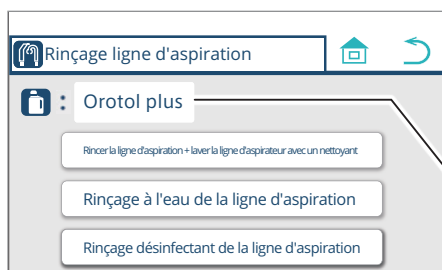 Rinçage ligne d'aspiration
: Orotol plus
Rincer la ligne d'aspiration + laver la ligne d'aspirateur avec un nettoyant
Rinçage à l'eau de la ligne d'aspiration
Rinçage désinfectant de la ligne d'aspiration